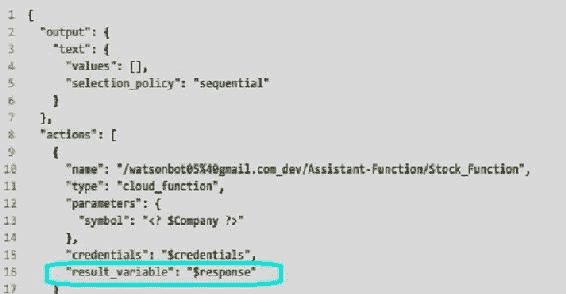 1 {
2 "output": {
3 "text": {
4 "values": [],
5 "selection_policy": "sequential"
6 }
7 },
8 "actions": [
9 {
10 "name": "/watsonbot05%40gmail.com_dev/Assistant-Function/Stock_Function",
11 "type": "cloud_function",
12 "parameters": {
13 "symbol": "<? $Company ?>"
14 },
15 "credentials": "$credentials",
16 "result_variable": "$response"
17 }